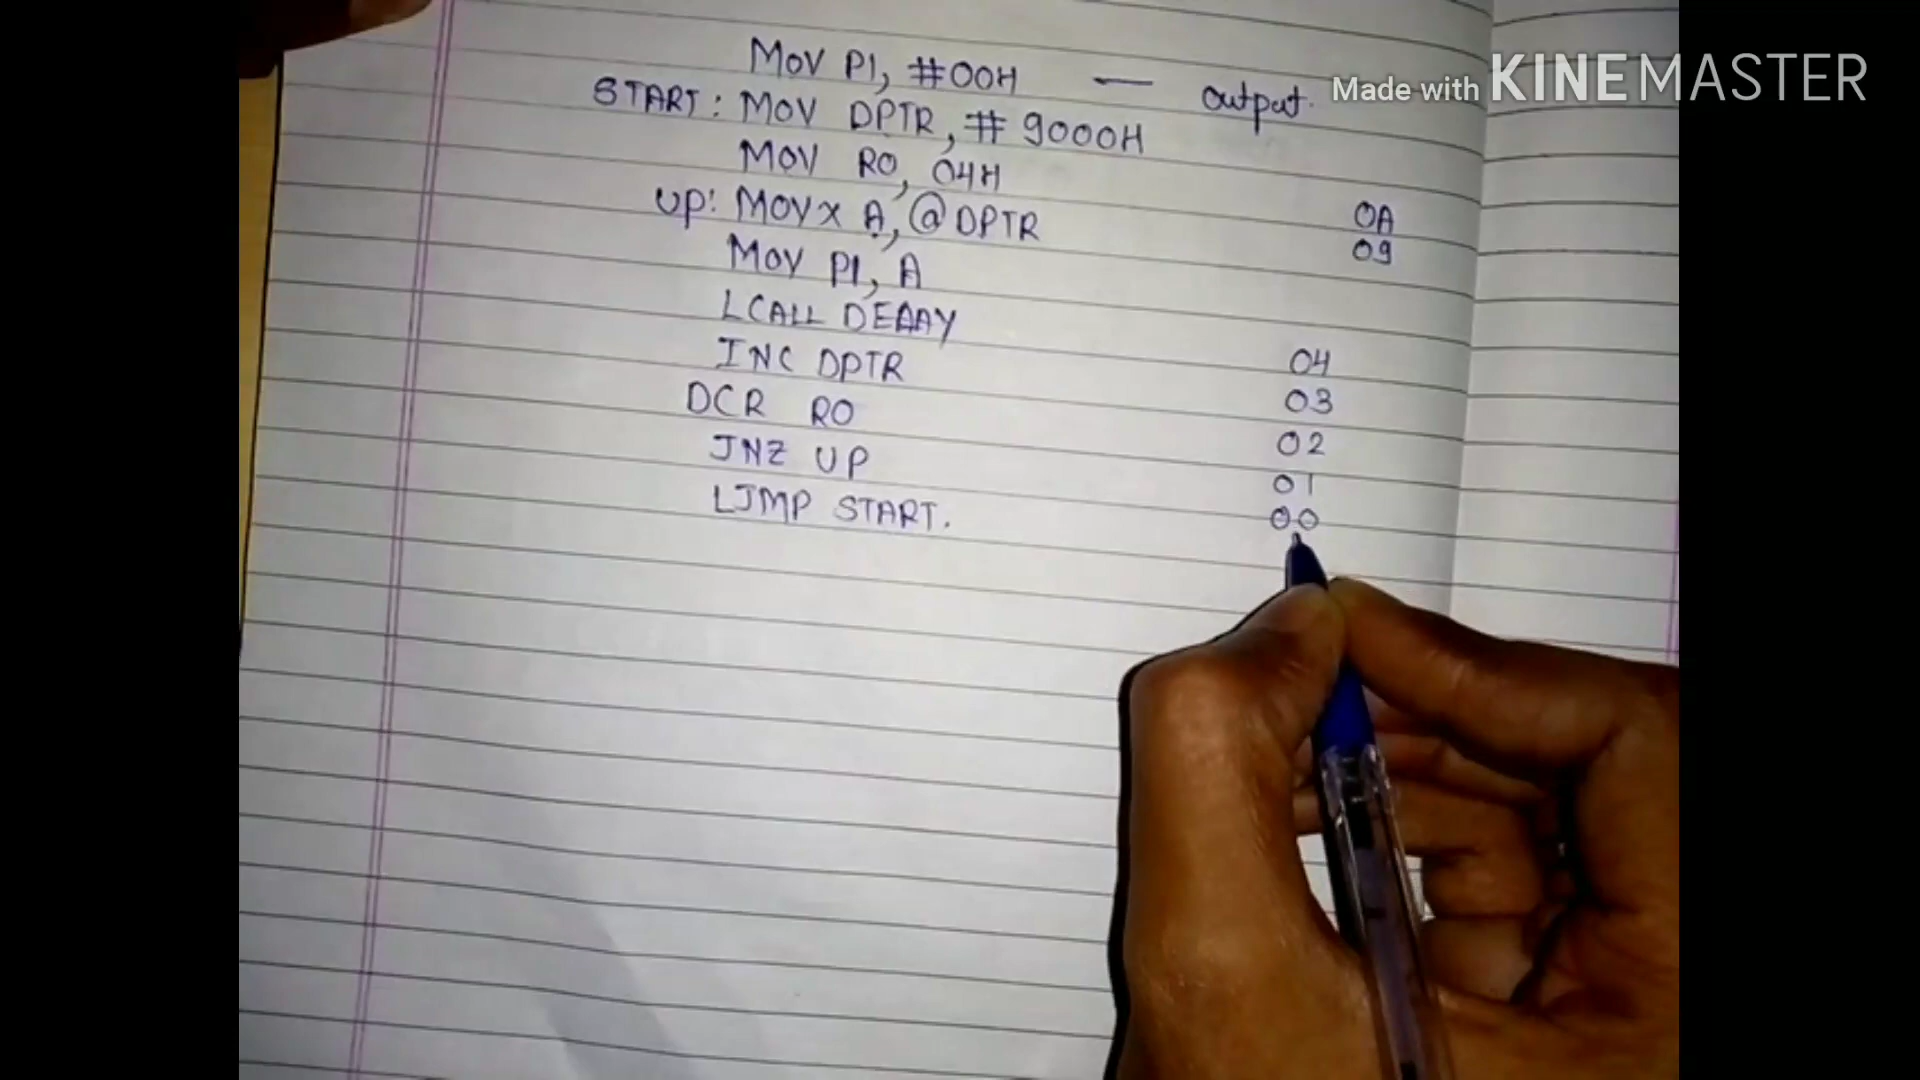 MOV P1, #00H — output.
Made with KINEMASTER
START: MOV DPTR, # 9000H
MOV R0, 04H
UP: MOVX A, @DPTR
0A
MOV P1, A
09
LCALL DEAAY
INC DPTR
04
DCR R0
03
JNZ UP
02
01
LJMP START.
00